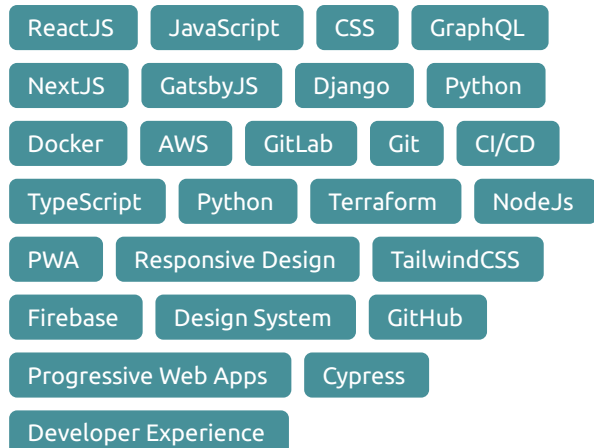 ReactJS JavaScript CSS GraphQL
NextJS GatsbyJS Django Python
Docker AWS GitLab Git CI/CD
TypeScript Python Terraform NodeJs
PWA Responsive Design TailwindCSS
Firebase Design System GitHub
Progressive Web Apps Cypress
Developer Experience